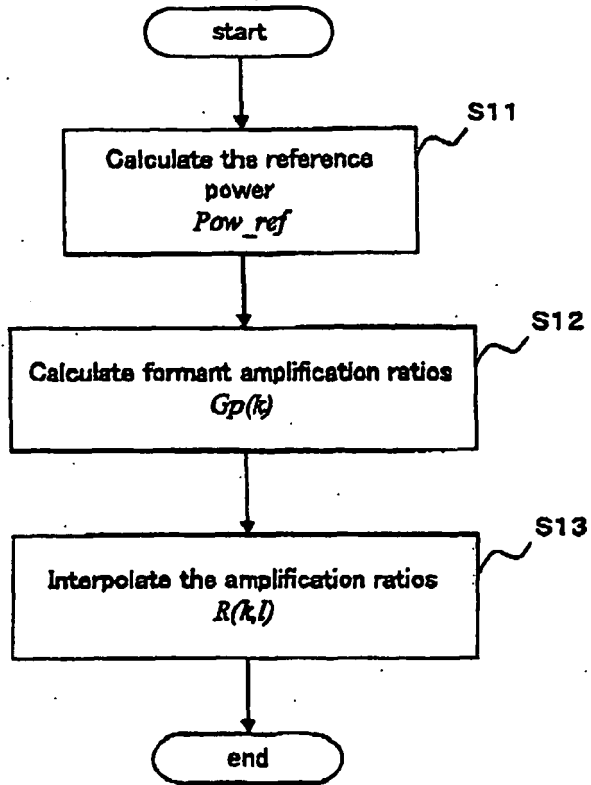 start
S11
Calculate the reference
power
Pow_ref
S12
Calculate formant amplification ratios
Gp(k)
S13
Interpolate the amplification ratios
R(k,l)
end